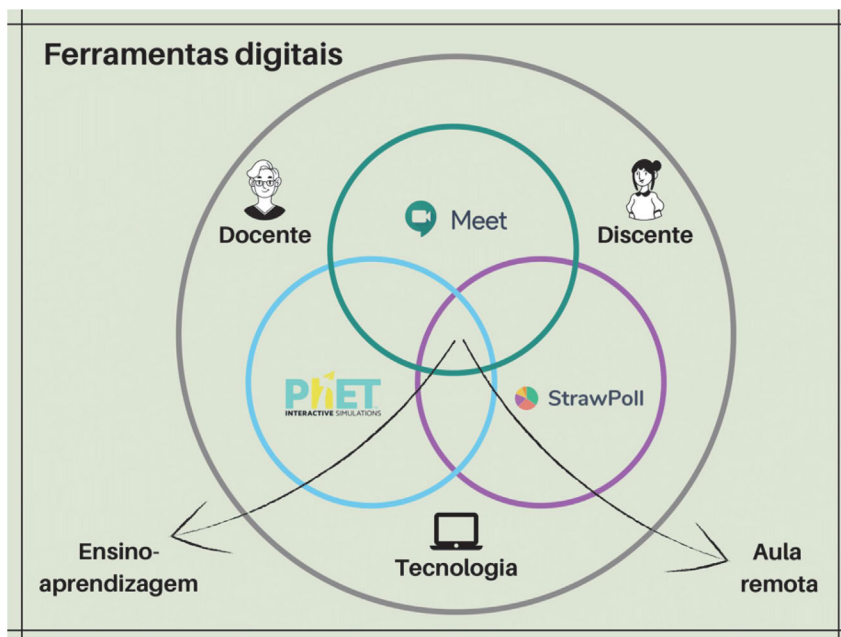 Ferramentas digitais
Docente
Meet
Discente
PhET
INTERACTIVE SIMULATIONS
StrawPoll
Tecnologia
Ensino-
aprendizagem
Aula
remota